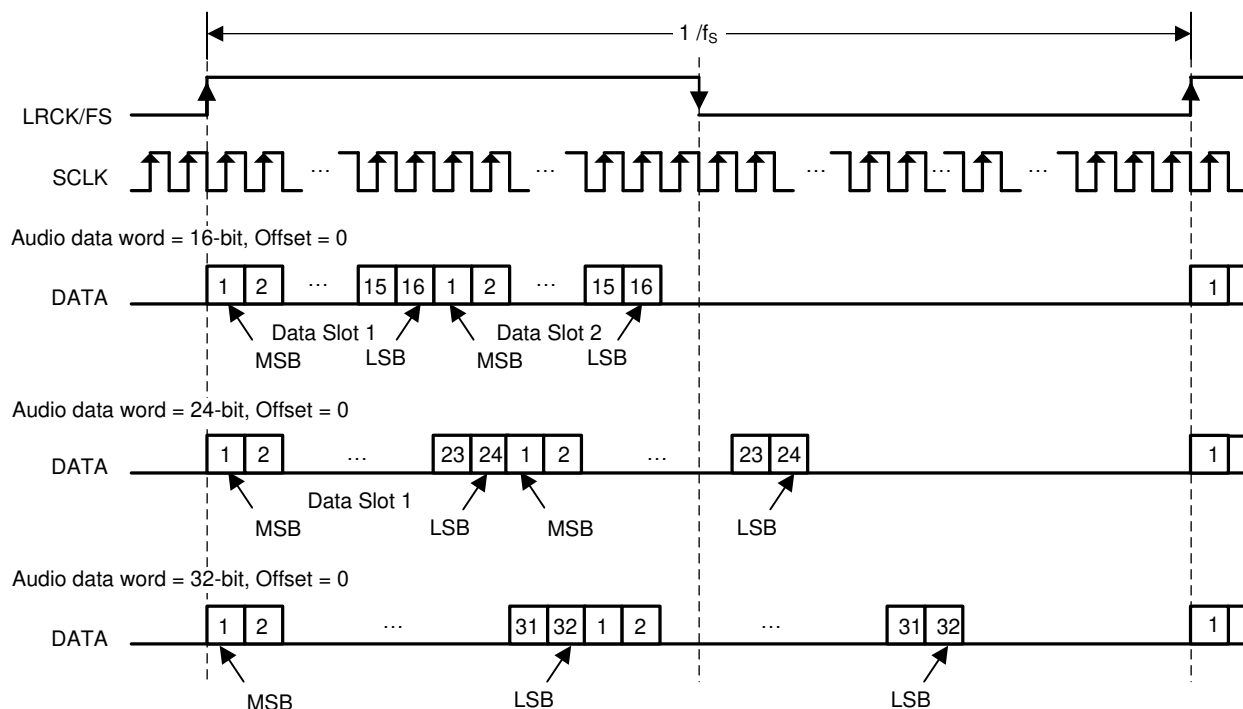 1 /fS
LRCK/FS
SCLK … … … … …
Audio data word = 16-bit, Offset = 0
DATA 1 2 … 15 16 1 2 … 15 16 1
Data Slot 1 Data Slot 2
MSB LSB MSB LSB
Audio data word = 24-bit, Offset = 0
DATA 1 2 … 23 24 1 2 … 23 24 1
Data Slot 1
MSB LSB MSB LSB
Audio data word = 32-bit, Offset = 0
DATA 1 2 … 31 32 1 2 … 31 32 1
MSB LSB LSB